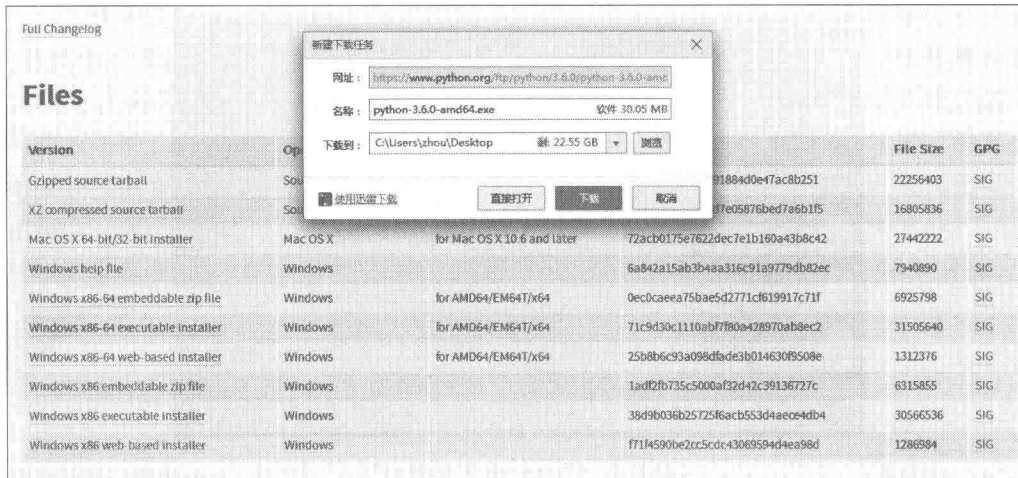 Full Changelog
新建下载任务
网址： https://www.python.org/ftp/python/3.6.0/python-3.6.0-amc
名称： python-3.6.0-amd64.exe 软件 30.05 MB
下载到： C:\Users\zhou\Desktop 剩: 22.55 GB 浏览
使用迅雷下载 直接打开 下载 取消
Files
Version Op File Size GPG
Gzipped source tarball Sou 91884d0e47ac8b251 22256403 SIG
XZ compressed source tarball Sou d7e05876bed7a6b1f5 16805836 SIG
Mac OS X 64-bit/32-bit installer Mac OS X for Mac OS X 10.6 and later 72acb0175e7622dec7e1b160a43b8c42 27442222 SIG
Windows help file Windows 6a842a15ab3b4aa316c91a9779db82ec 7940890 SIG
Windows x86-64 embeddable zip file Windows for AMD64/EM64T/x64 0ec0caeea75bae5d2771cf619917c71f 6925798 SIG
Windows x86-64 executable installer Windows for AMD64/EM64T/x64 71c9d30c1110abf7f80a428970ab8ec2 31505640 SIG
Windows x86-64 web-based installer Windows for AMD64/EM64T/x64 25b8b6c93a098dfade3b014630f9508e 1312376 SIG
Windows x86 embeddable zip file Windows 1adf2fb735c5000af32d42c39136727c 6315855 SIG
Windows x86 executable installer Windows 38d9b036b25725f6acb553d4aece4db4 30566536 SIG
Windows x86 web-based installer Windows f71f4590be2cc5cdc43069594d4ea98d 1286984 SIG